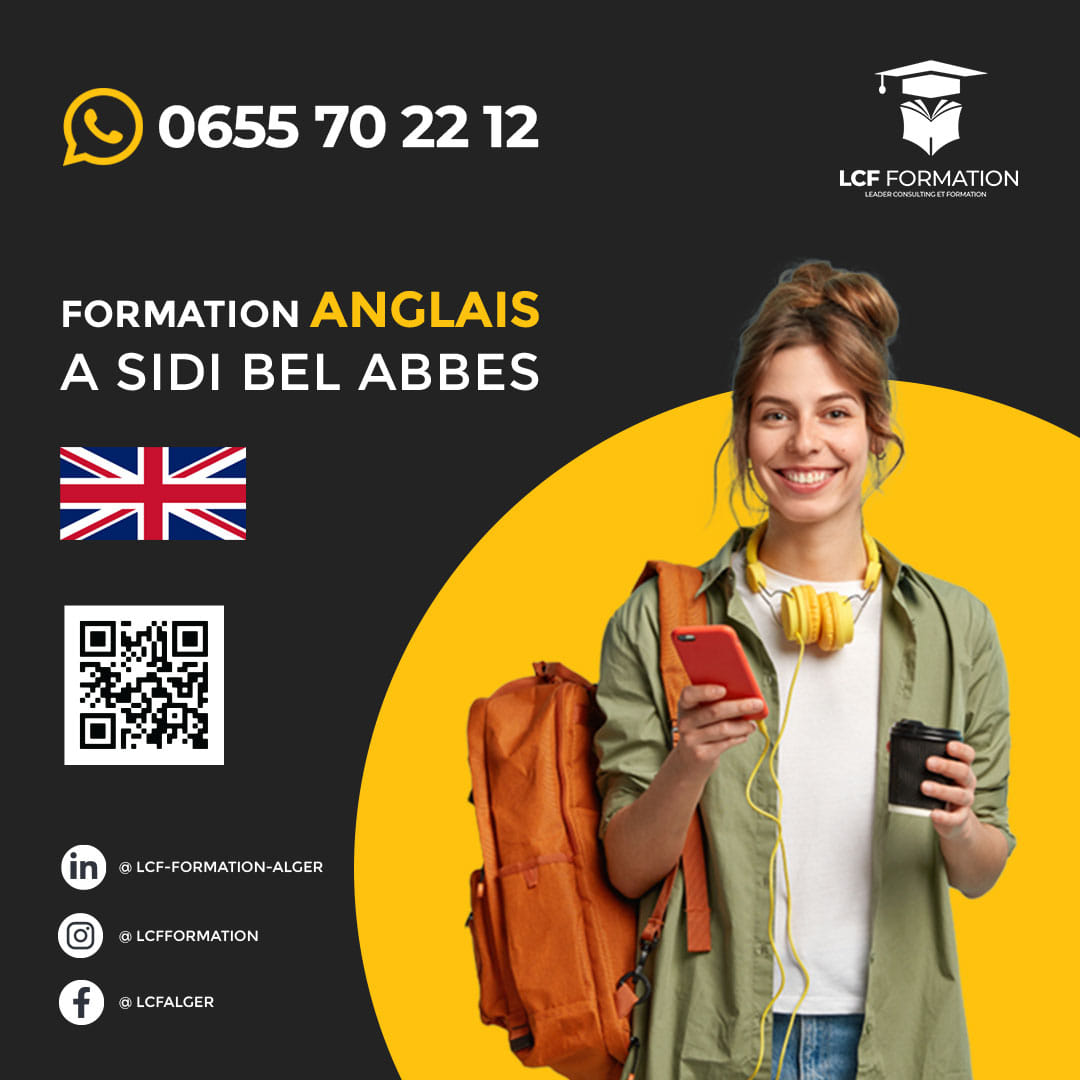 0655 70 22 12
LCF FORMATION
LEADER CONSULTING ET FORMATION
FORMATION ANGLAIS
A SIDI BEL ABBES
in @ LCF-FORMATION-ALGER
@ LCFFORMATION
f @ LCFALGER